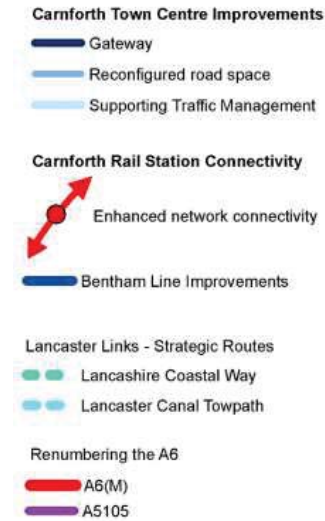 Carnforth Town Centre Improvements
Gateway
Reconfigured road space
Supporting Traffic Management
Carnforth Rail Station Connectivity
Enhanced network connectivity
Bentham Line Improvements
Lancaster Links - Strategic Routes
Lancashire Coastal Way
Lancaster Canal Towpath
Renumbering the A6
A6(M)
A5105